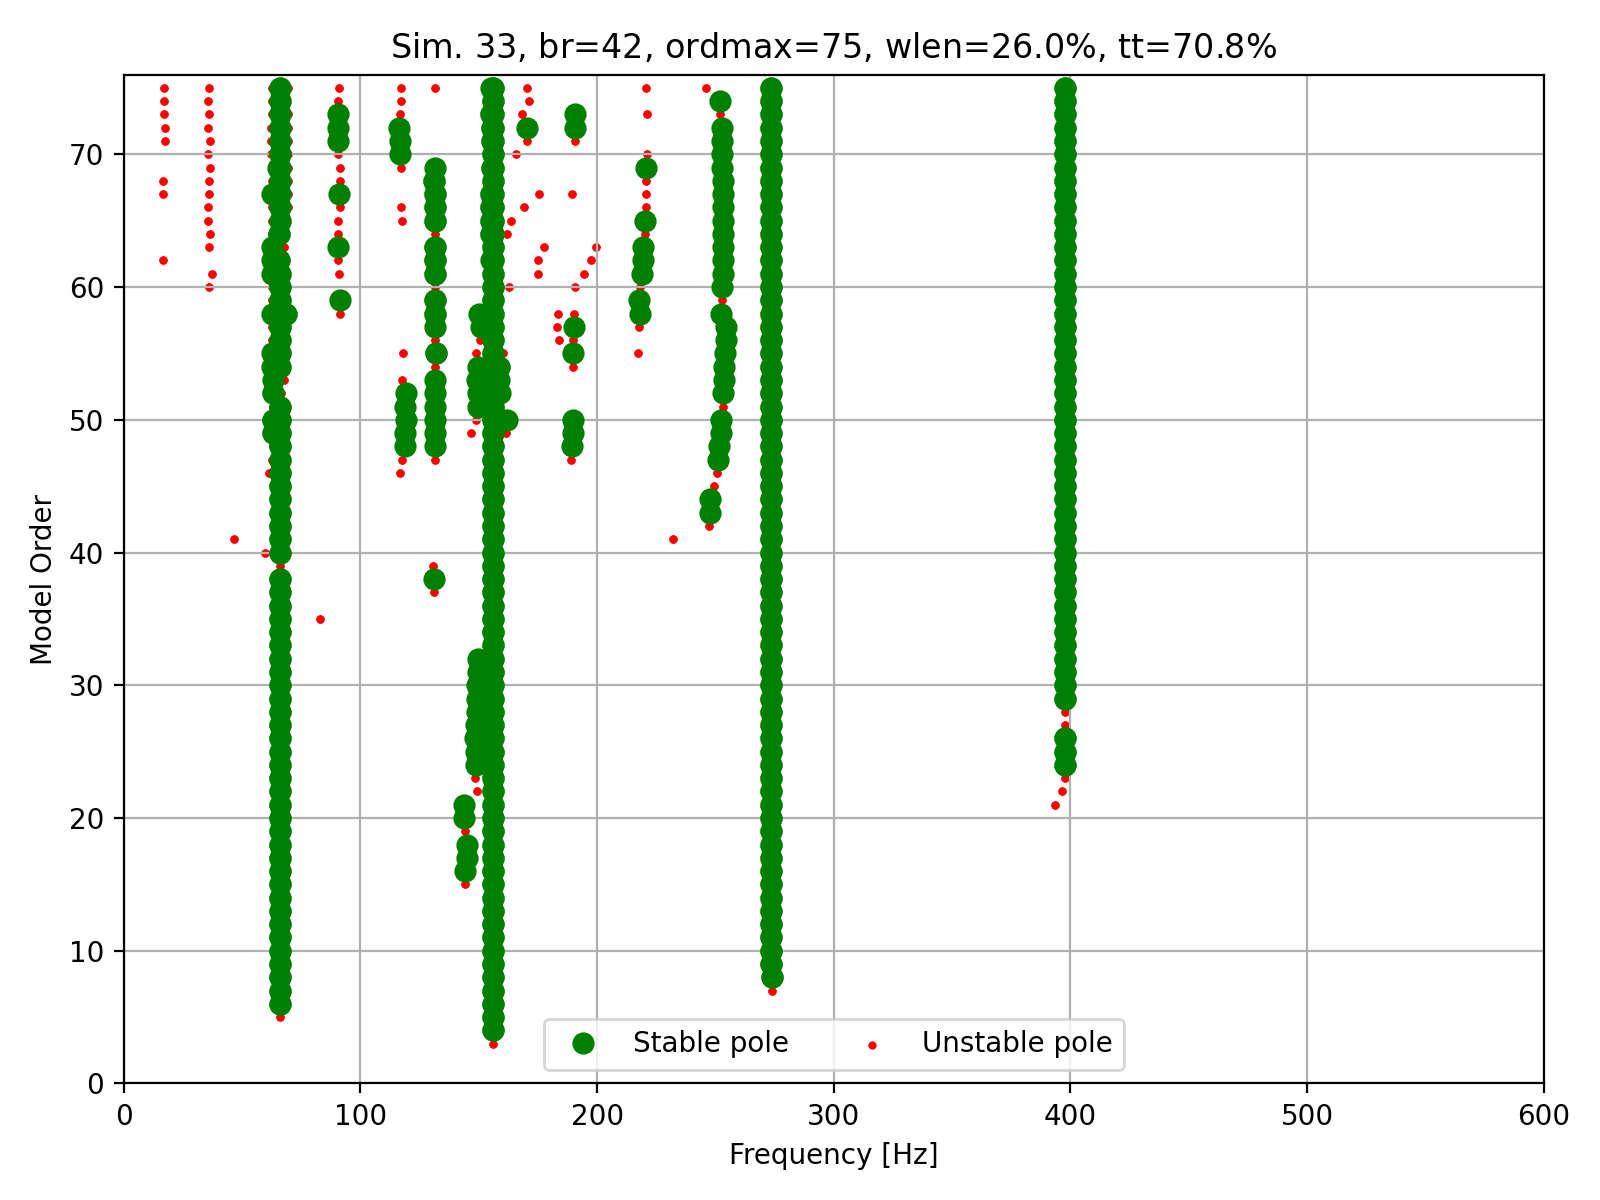 Sim. 33, br=42, ordmax=75, wlen=26.0%, tt=70.8%
70
60
50
40
30
20
10
0
Model Order
Stable pole Unstable pole
0 100 200 300 400 500 600
Frequency [Hz]